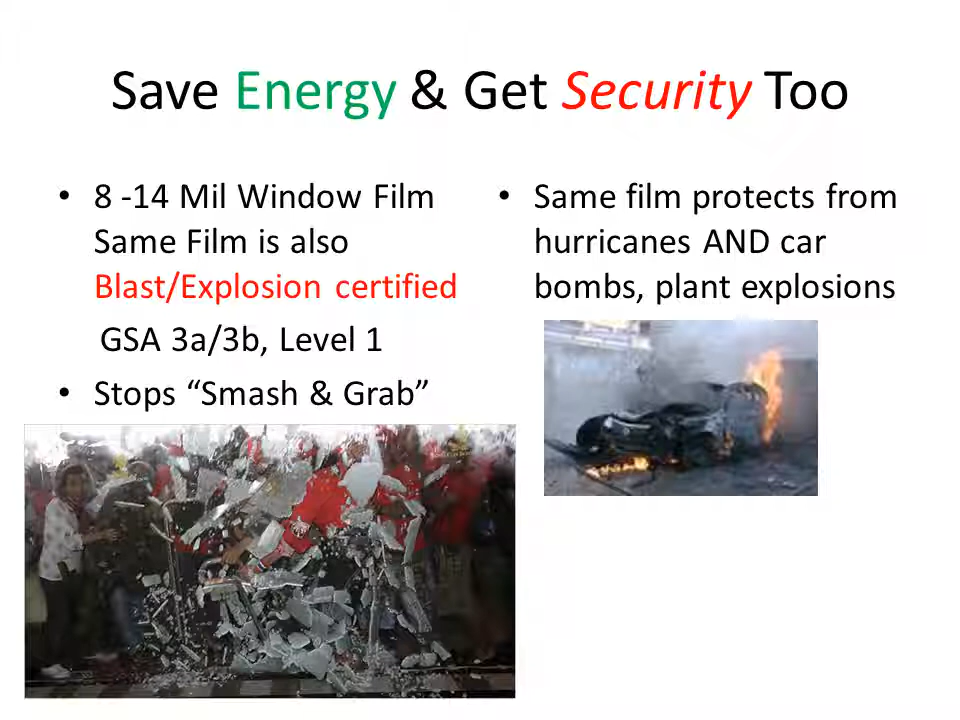 Save Energy & Get Security Too
• 8 -14 Mil Window Film
Same Film is also
Blast/Explosion certified
GSA 3a/3b, Level 1
• Stops “Smash & Grab”
• Same film protects from
hurricanes AND car
bombs, plant explosions